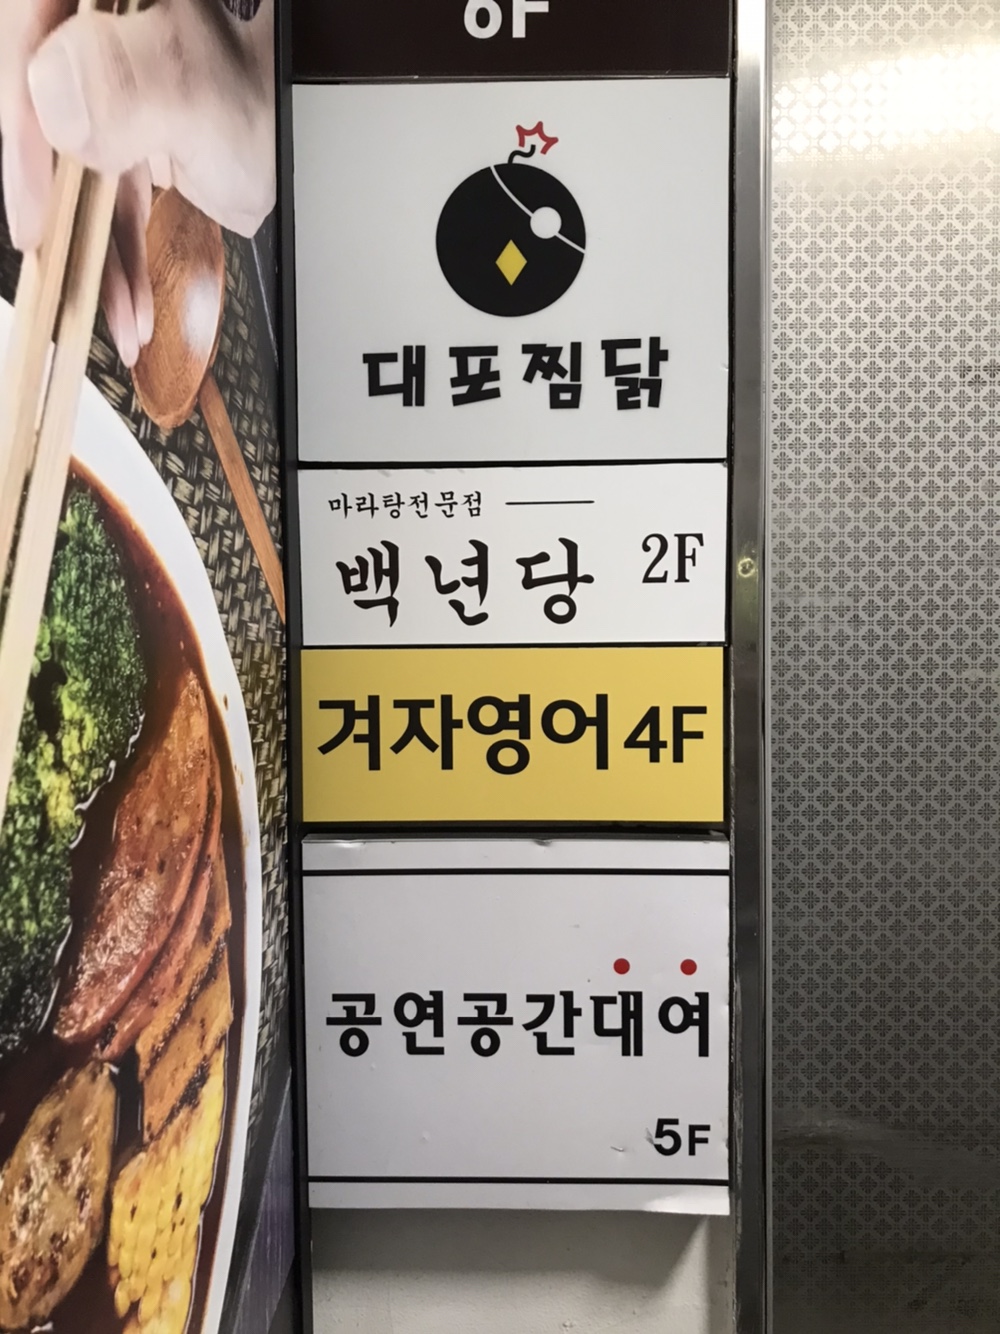 대포찜닭
마라탕전문점
백년당 2F
겨자영어 4F
공연공간대여
5F